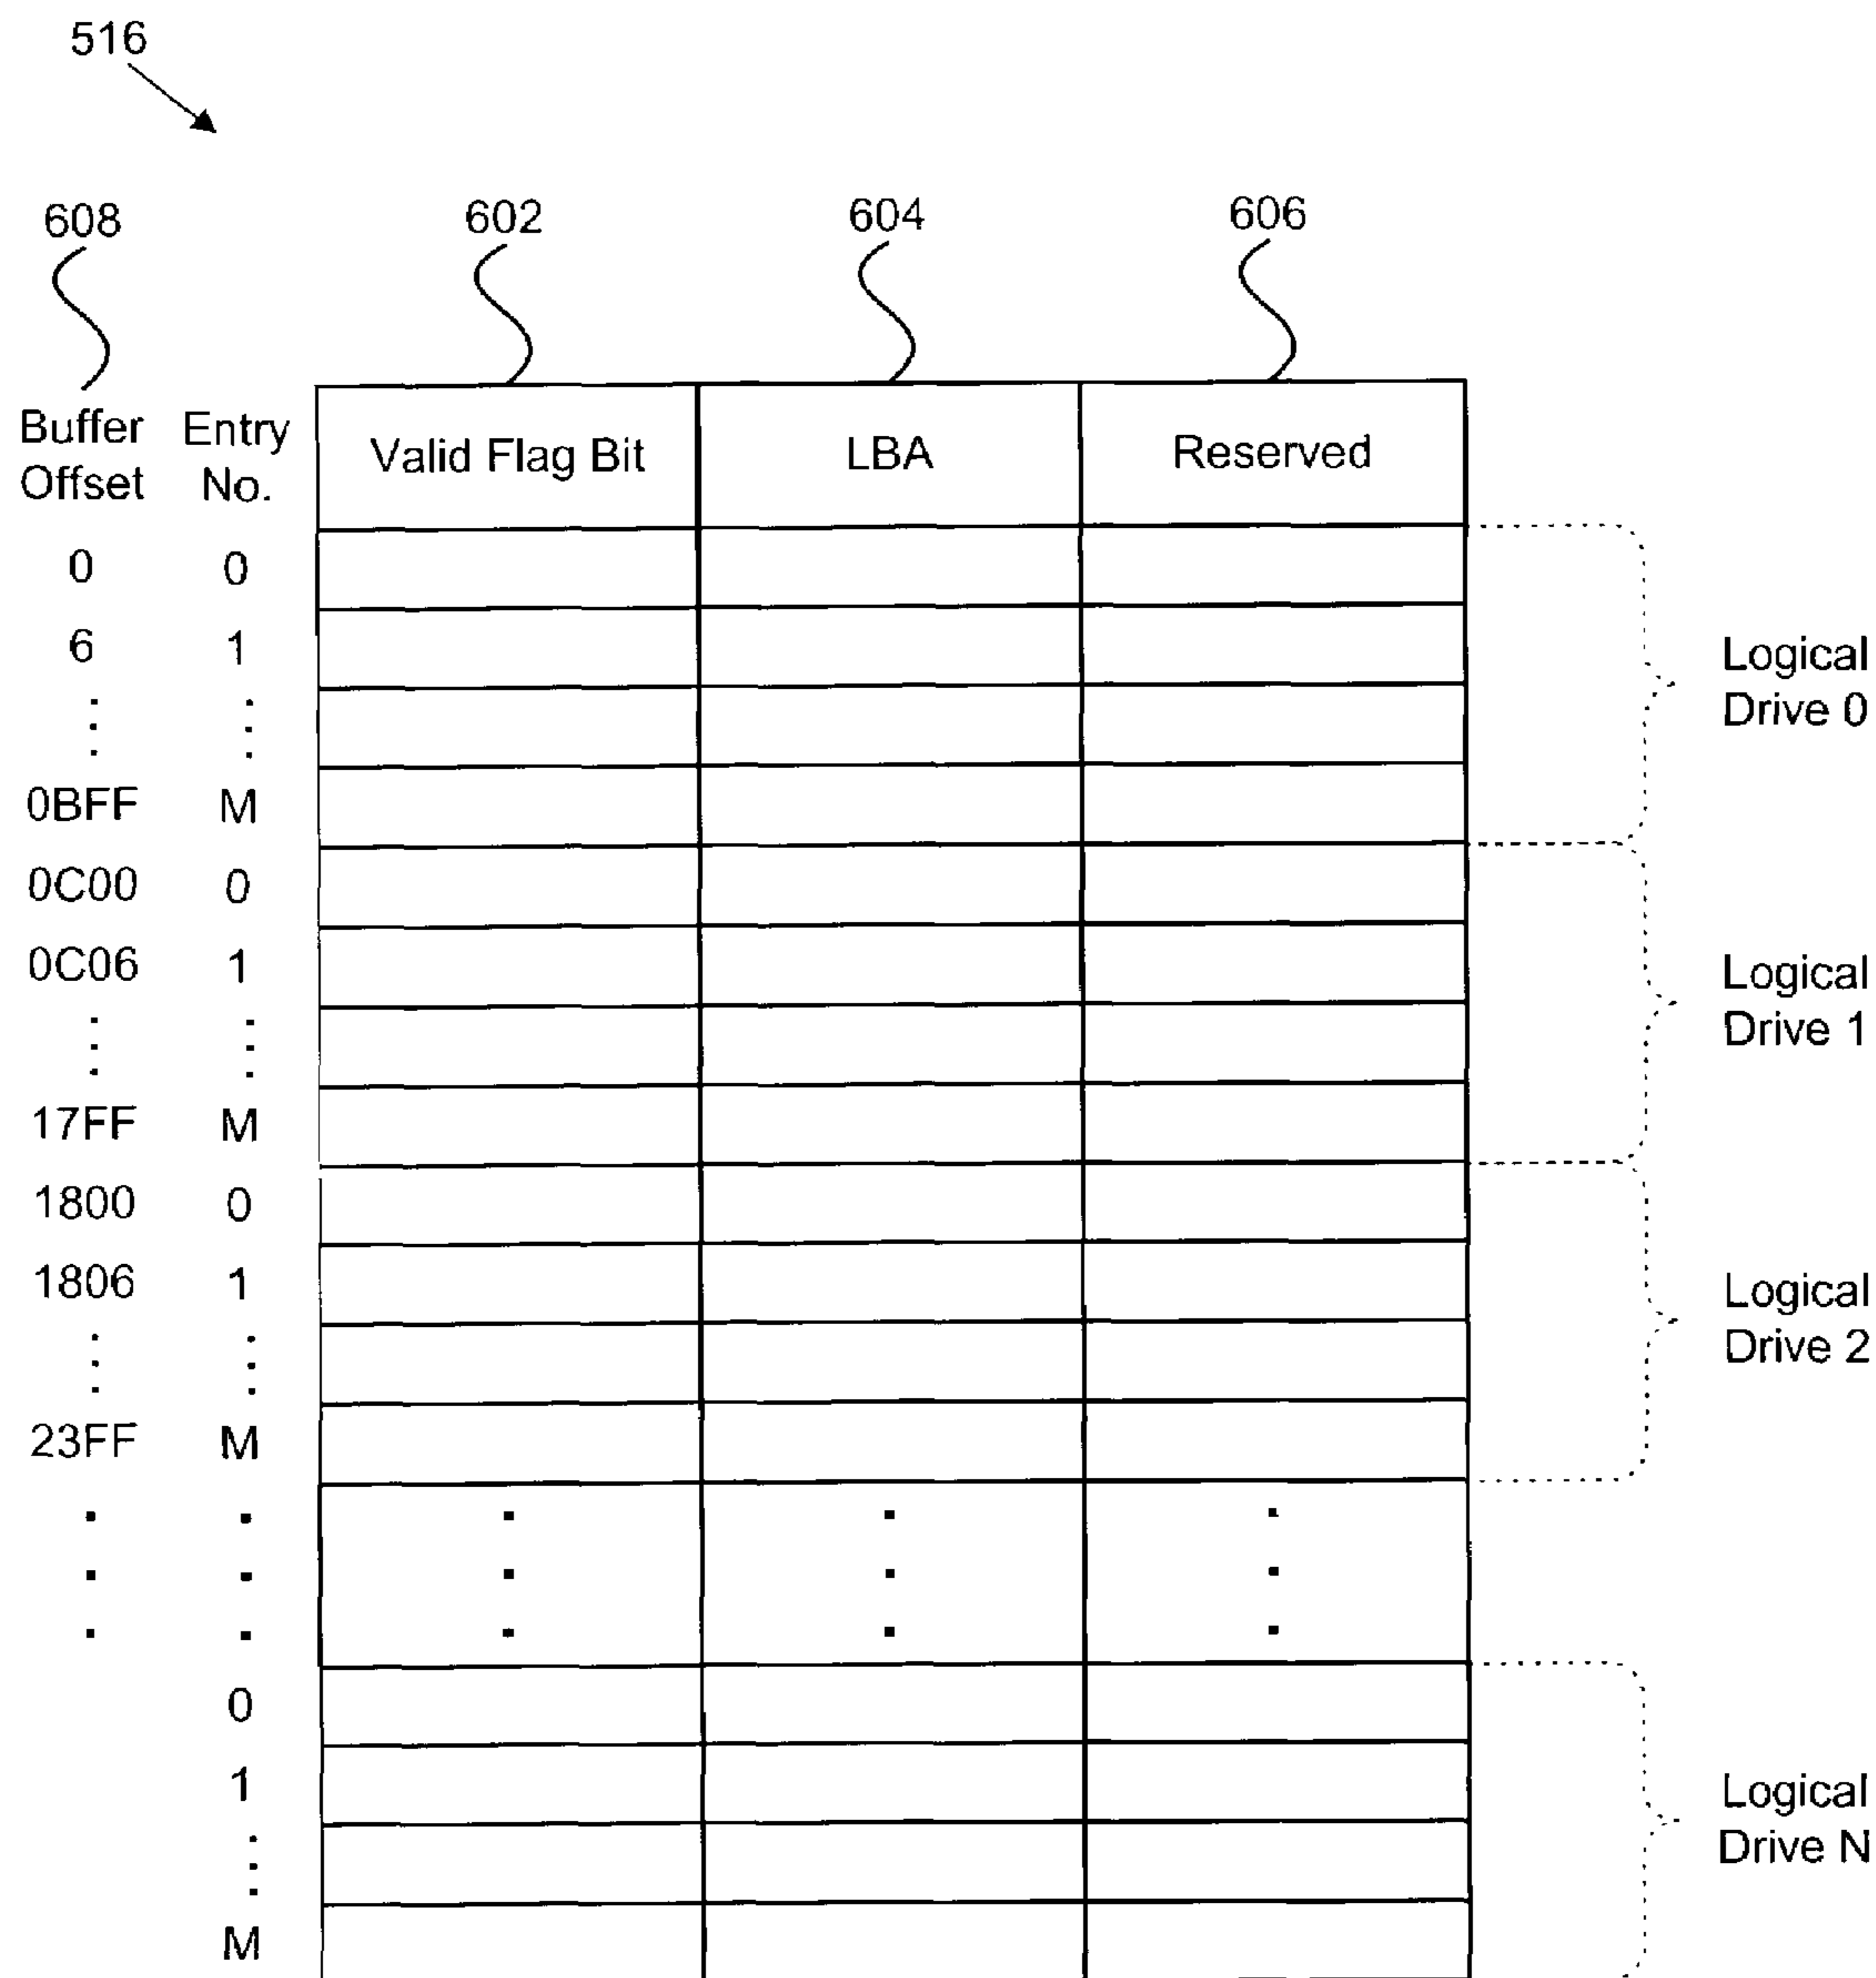 516
608 602 604 606
Buffer Offset Entry No. Valid Flag Bit LBA Reserved
0 0
6 1
Logical Drive 0
0BFF M
0C00 0
0C06 1
Logical Drive 1
17FF M
1800 0
1806 1
Logical Drive 2
23FF M
0
1
Logical Drive N
M